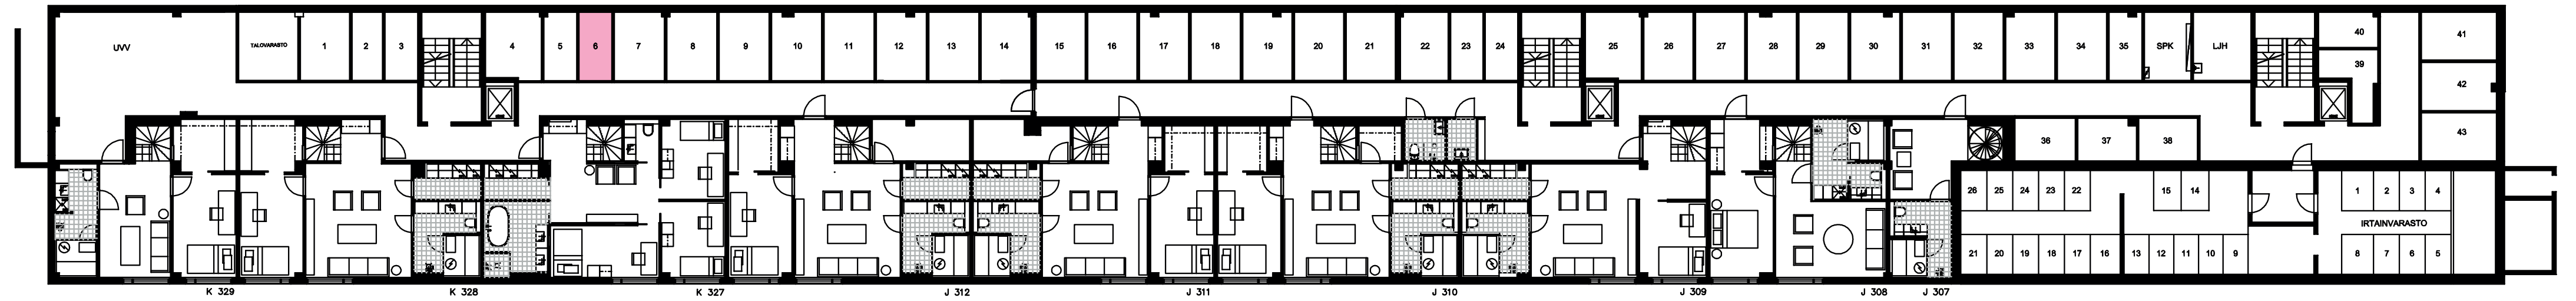 UVV TALOVARASTO 1 2 3 4 5 6 7 8 9 10 11 12 13 14 15 16 17 18 19 20 21 22 23 24 25 26 27 28 29 30 31 32 33 34 35 SPK LJH 40 41
39
42
43
36 37 38
26 25 24 23 22 15 14 1 2 3 4
IRTAINVARASTO
21 20 19 18 17 16 13 12 11 10 9 8 7 6 5
K 329 K 328 K 327 J 312 J 311 J 310 J 309 J 308 J 307